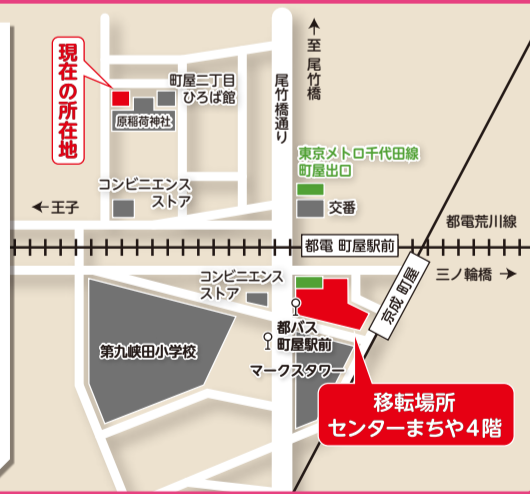 現在の所在地
町屋二丁目
ひろば館
原稲荷神社
尾竹橋通り
↑至 尾竹橋
東京メトロ千代田線
町屋出口
交番
コンビニエンス
ストア
←王子
都電 町屋駅前
都電荒川線
三ノ輪橋 →
京成 町屋
コンビニエンス
ストア
都バス
町屋駅前
第九峡田小学校
マークスタワー
移転場所
センターまちや4階